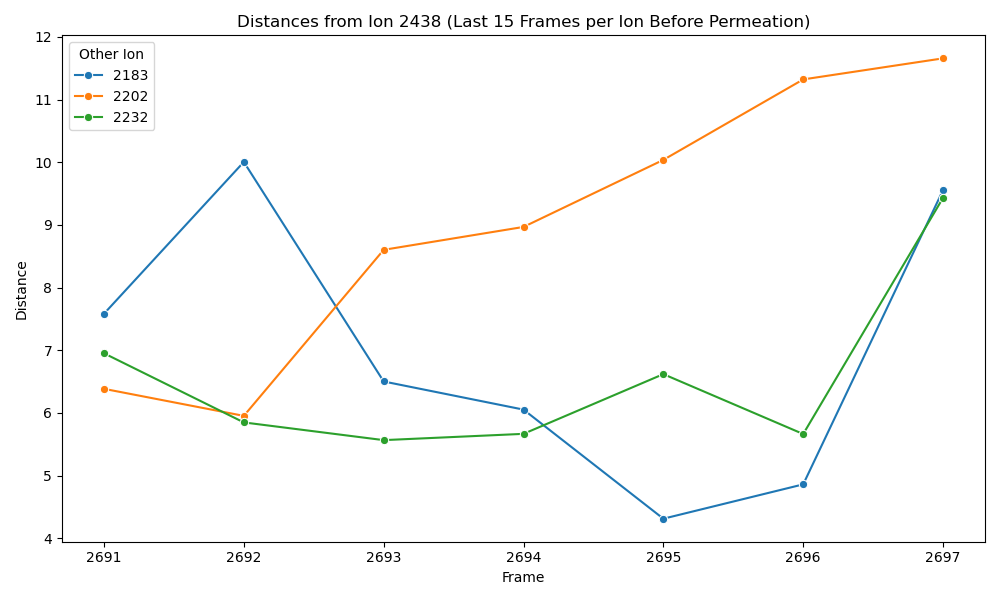 Distances from Ion 2438 (Last 15 Frames per Ion Before Permeation)
Other Ion
2183
2202
2232
12
11
10
9
8
7
6
5
4
Distance
2691 2692 2693 2694 2695 2696 2697
Frame